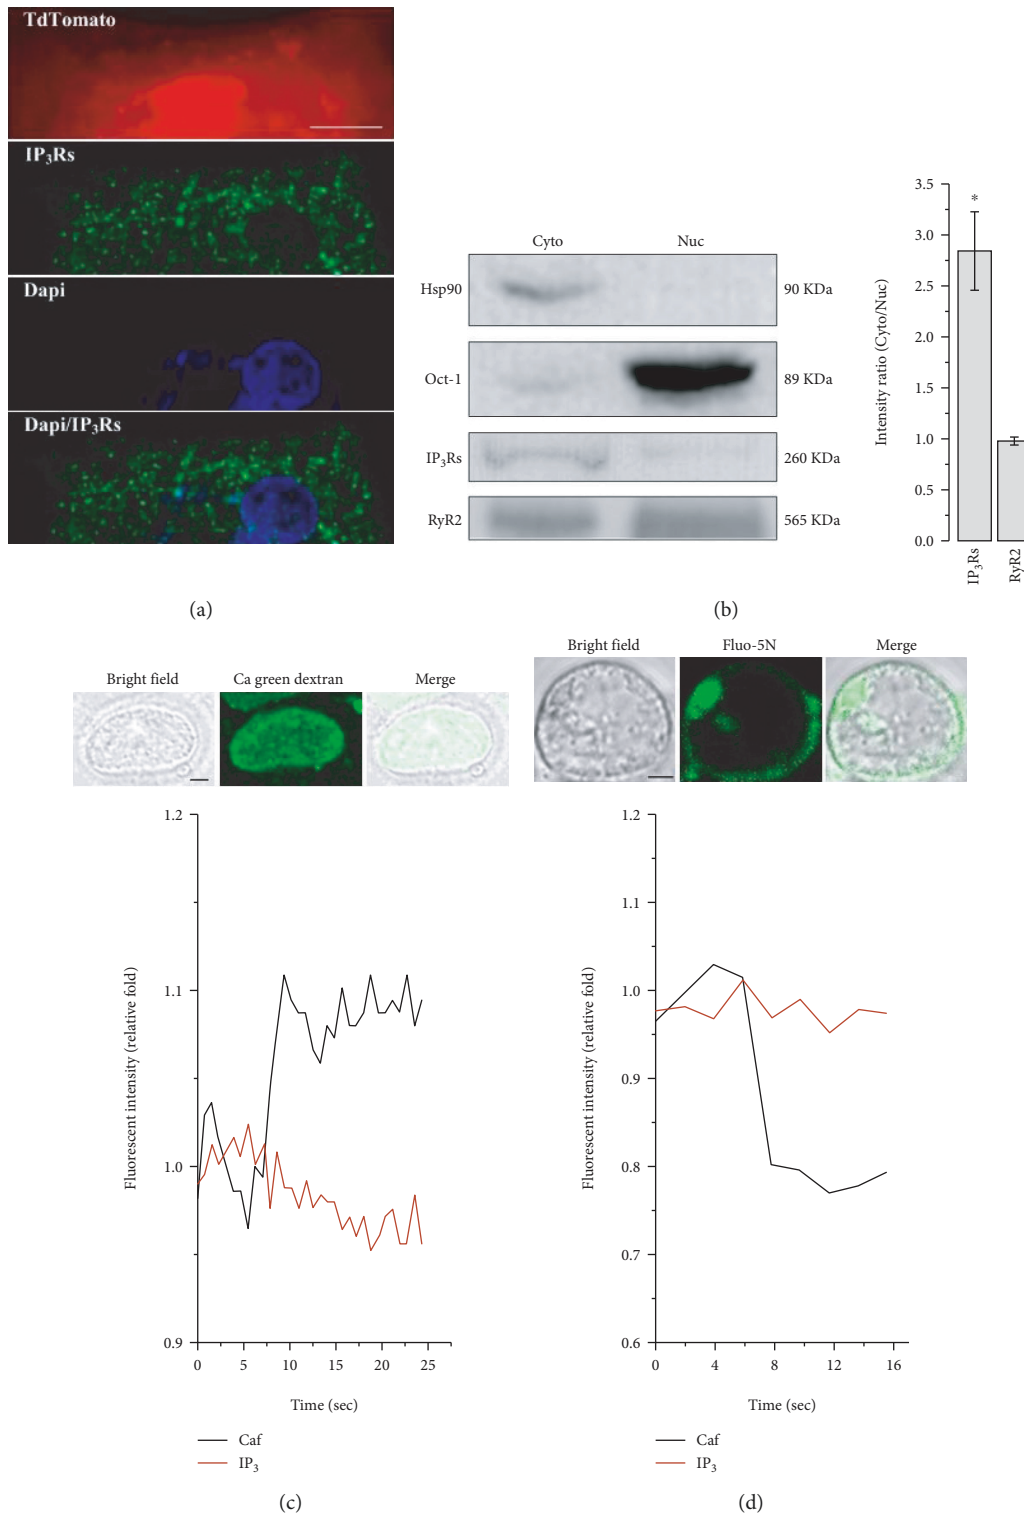 TdTomato
IP₃Rs
Dapi
Dapi/IP₃Rs
(a)
Cyto Nuc
Hsp90 90 KDa
Oct-1 89 KDa
IP₃Rs 260 KDa
RyR2 565 KDa
Intensity ratio (Cyto/Nuc)
3.5
3.0
2.5
2.0
1.5
1.0
0.5
0.0
*
IP₃Rs
RyR2
(b)
Bright field Ca green dextran Merge
Fluorescent intensity (relative fold)
1.2
1.1
1.0
0.9
0 5 10 15 20 25
Time (sec)
Caf
IP₃
(c)
Bright field Fluo-5N Merge
Fluorescent intensity (relative fold)
1.2
1.1
1.0
0.9
0.8
0.7
0.6
0 4 8 12 16
Time (sec)
Caf
IP₃
(d)